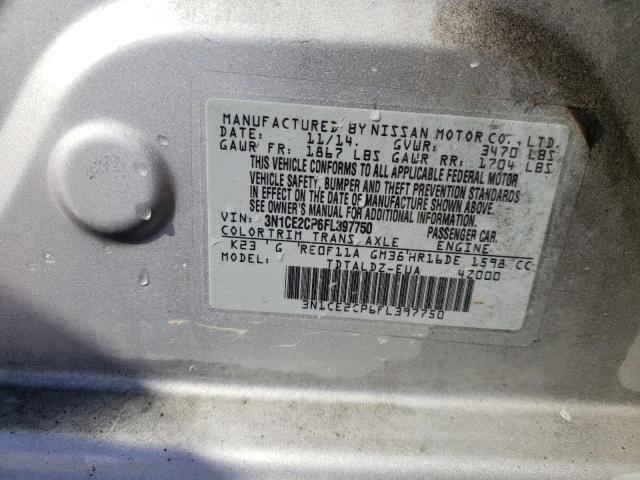 MANUFACTURED BY NISSAN MOTOR CO., LTD.
DATE: 11/14. GVWR: 3470 LBS
GAWR FR: 1867 LBS GAWR RR: 1704 LBS
THIS VEHICLE CONFORMS TO ALL APPLICABLE FEDERAL MOTOR
VEHICLE SAFETY, BUMPER AND THEFT PREVENTION STANDARDS
IN EFFECT ON THE DATE OF MANUFACTURE SHOWN ABOVE.
SEE OWNER'S MANUAL FOR ADDITIONAL INFORMATION.
VIN: 3N1CE2CP6FL397750 PASSENGER CAR.
COLOR TRIM TRANS. AXLE ENGINE
K23 'G 'RE0F11A GM36'HR16DE 1598 CC
MODEL: TDTALDZ-EUA 4Z000
3N1CE2CP6FL397750